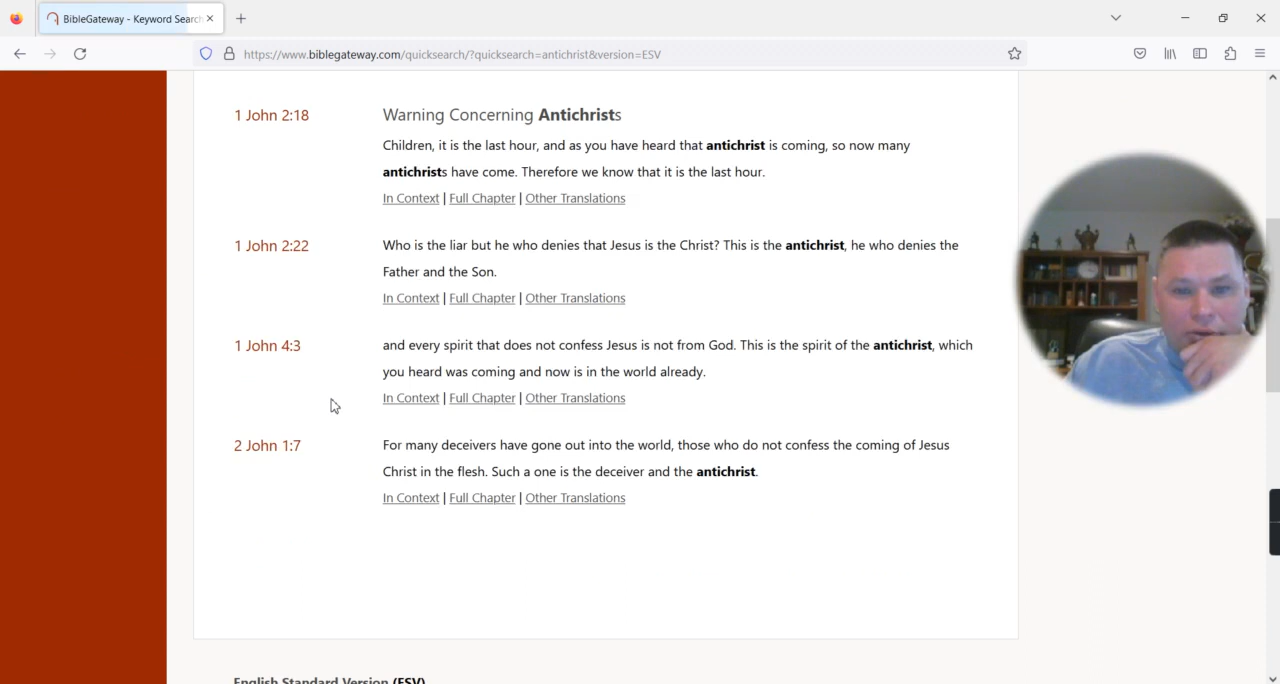 BibleGateway - Keyword Searc
https://www.biblegateway.com/quicksearch/?quicksearch=antichrist&version=ESV
1 John 2:18
Warning Concerning Antichrists
Children, it is the last hour, and as you have heard that antichrist is coming, so now many
antichrists have come. Therefore we know that it is the last hour.
In Context | Full Chapter | Other Translations
1 John 2:22
Who is the liar but he who denies that Jesus is the Christ? This is the antichrist, he who denies the
Father and the Son.
In Context | Full Chapter | Other Translations
1 John 4:3
and every spirit that does not confess Jesus is not from God. This is the spirit of the antichrist, which
you heard was coming and now is in the world already.
In Context | Full Chapter | Other Translations
2 John 1:7
For many deceivers have gone out into the world, those who do not confess the coming of Jesus
Christ in the flesh. Such a one is the deceiver and the antichrist.
In Context | Full Chapter | Other Translations
English Standard Version (ESV)